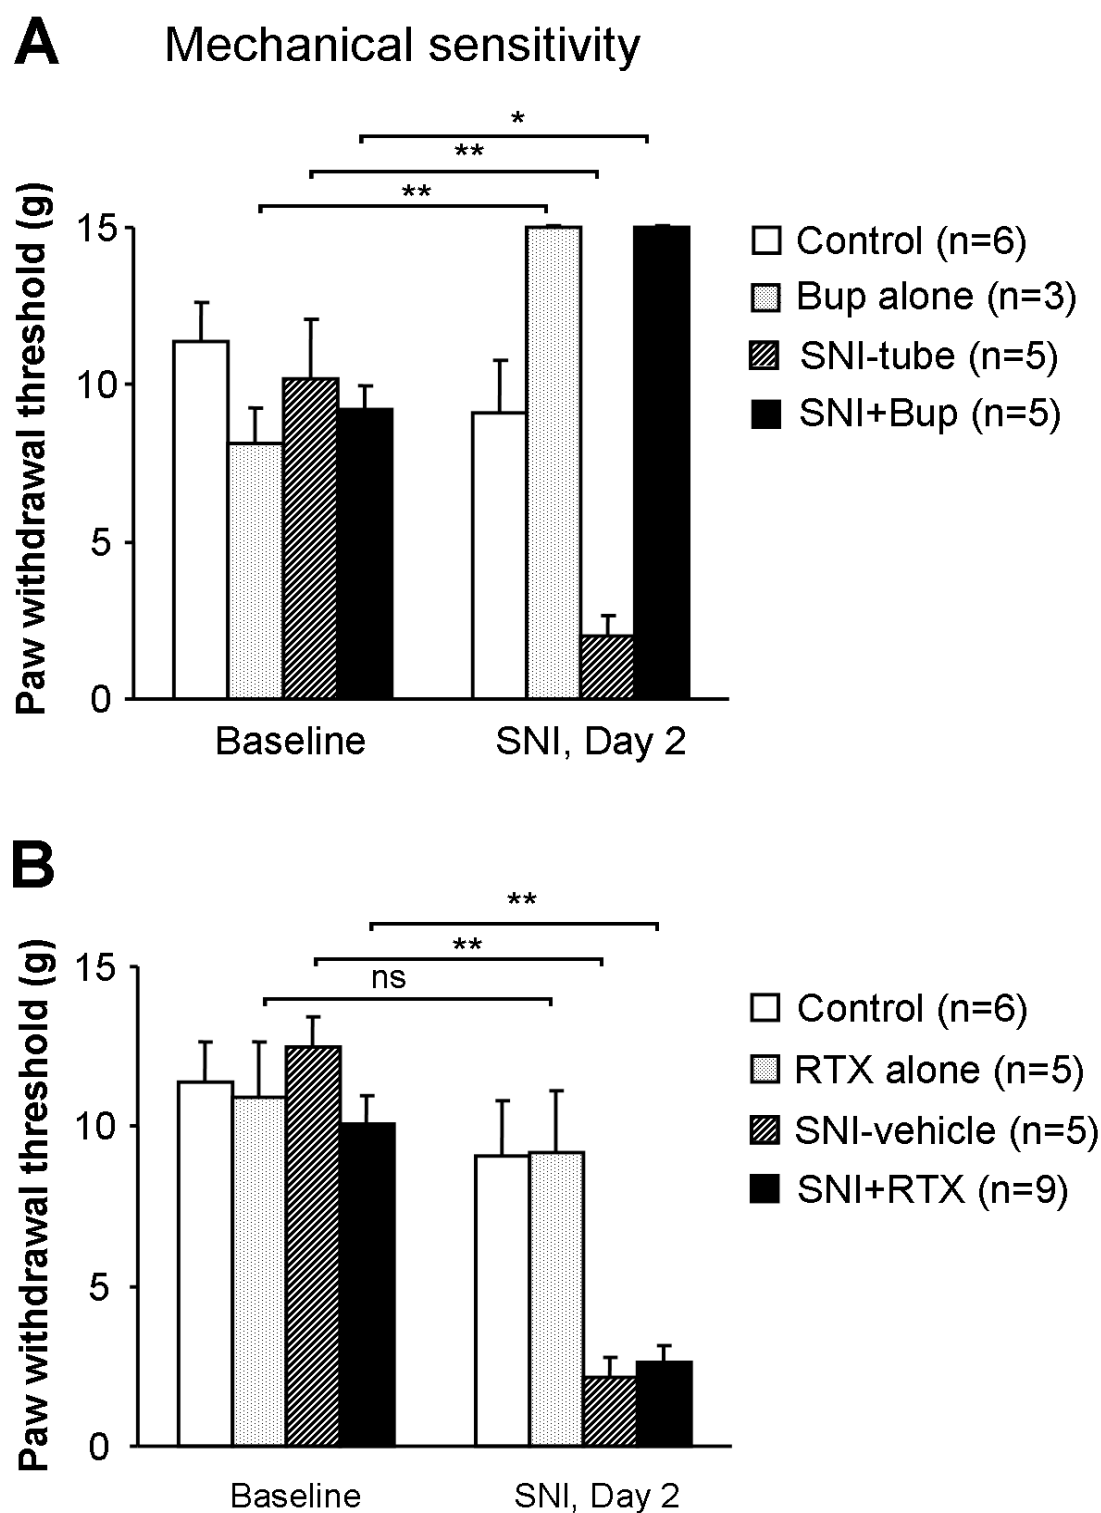 A
Mechanical sensitivity
*
**
**
Paw withdrawal threshold (g)
15
10
5
0
Baseline
SNI, Day 2
Control (n=6)
Bup alone (n=3)
SNI-tube (n=5)
SNI+Bup (n=5)
B
**
**
ns
Paw withdrawal threshold (g)
15
10
5
0
Baseline
SNI, Day 2
Control (n=6)
RTX alone (n=5)
SNI-vehicle (n=5)
SNI+RTX (n=9)